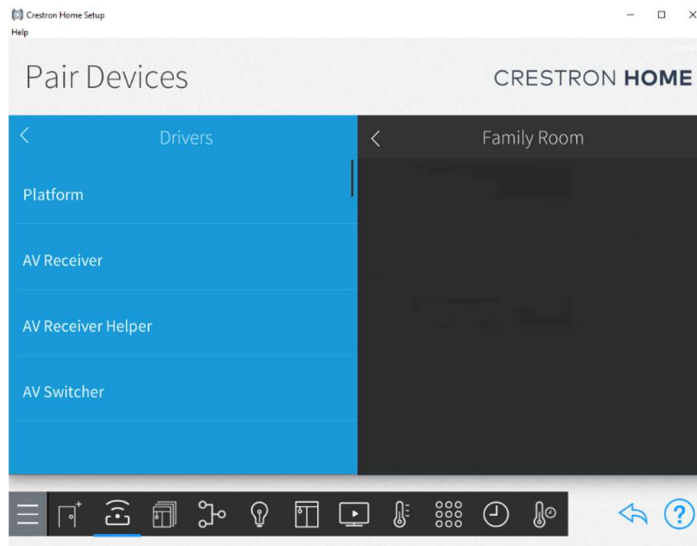 Crestron Home Setup
Help
Pair Devices
CRESTRON HOME
Drivers
Family Room
Platform
AV Receiver
AV Receiver Helper
AV Switcher
?